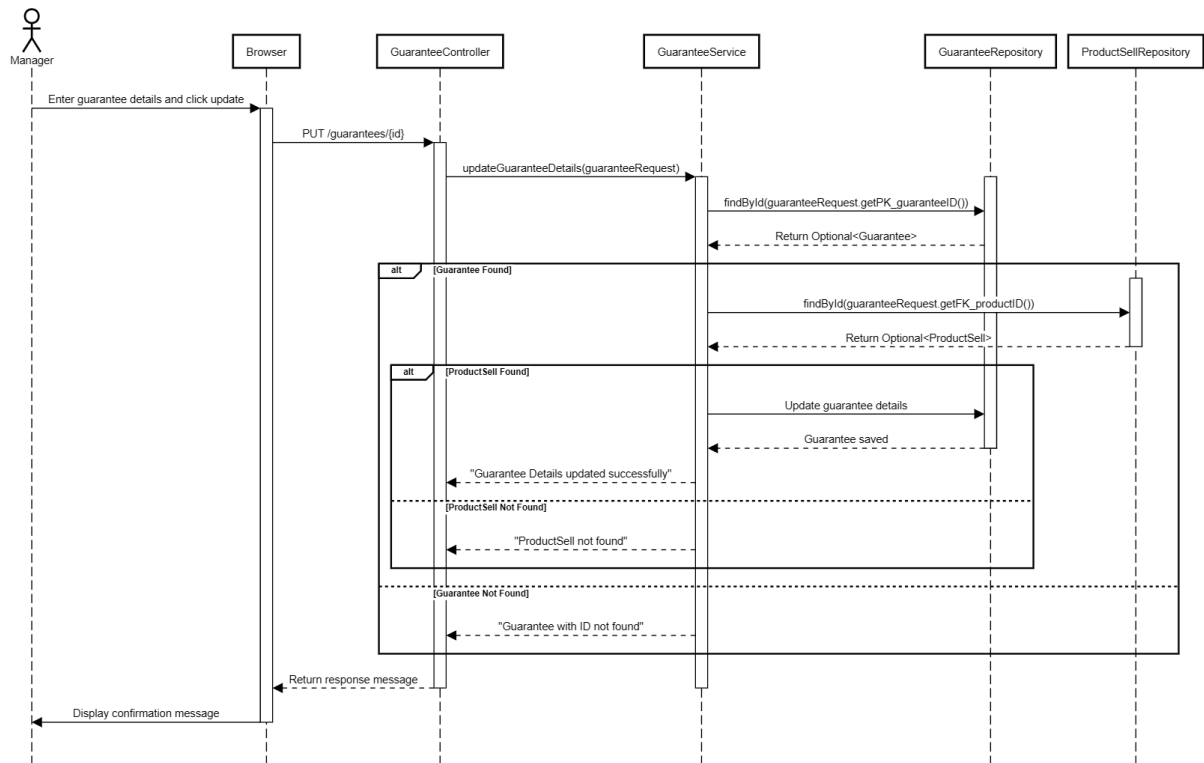 Manager
Browser
GuaranteeController
GuaranteeService
GuaranteeRepository
ProductSellRepository
Enter guarantee details and click update
PUT /guarantees/{id}
updateGuaranteeDetails(guaranteeRequest)
findById(guaranteeRequest.getPK_guaranteeID())
Return Optional<Guarantee>
alt
[Guarantee Found]
findById(guaranteeRequest.getFK_productID())
Return Optional<ProductSell>
alt
[ProductSell Found]
Update guarantee details
Guarantee saved
"Guarantee Details updated successfully"
[ProductSell Not Found]
"ProductSell not found"
[Guarantee Not Found]
"Guarantee with ID not found"
Return response message
Display confirmation message